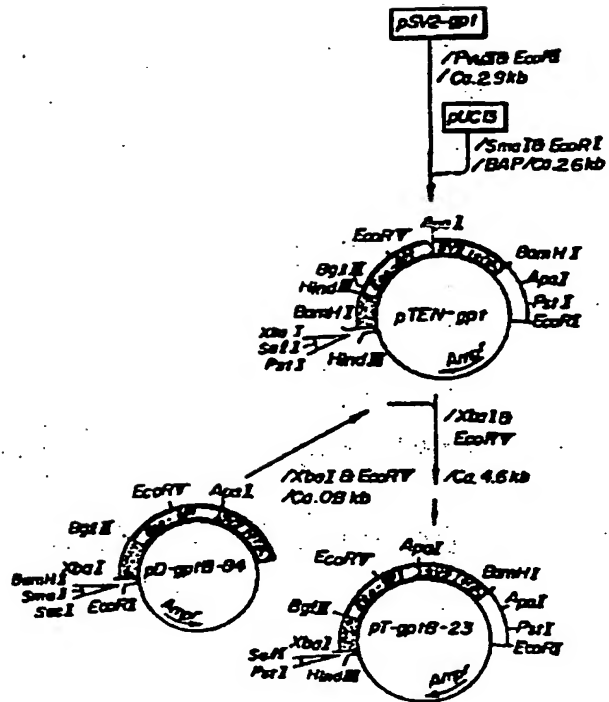 pSV2-gpt
/PvuII & EcoRI
/Ca.2.9kb
pUC13
/SmaI & EcoRI
/BAP/Ca.2.6kb
ApaI
EcoRV
BamHI
BglII
ApaI
HindIII
PstI
BamHI
pTEN-gpt
EcoRI
XbaI
SalI
PstI
HindIII
Ampr
/XbaI &
EcoRV
/XbaI & EcoRV
/Ca.0.8kb
/Ca.4.6kb
EcoRV
ApaI
BglII
XbaI
BamHI
SmaI
SacI
EcoRI
pD-gptB-84
Ampr
ApaI
EcoRV
BamHI
ApaI
BglII
PstI
XbaI
pT-gptB-23
EcoRI
SalI
PstI
HindIII
Ampr